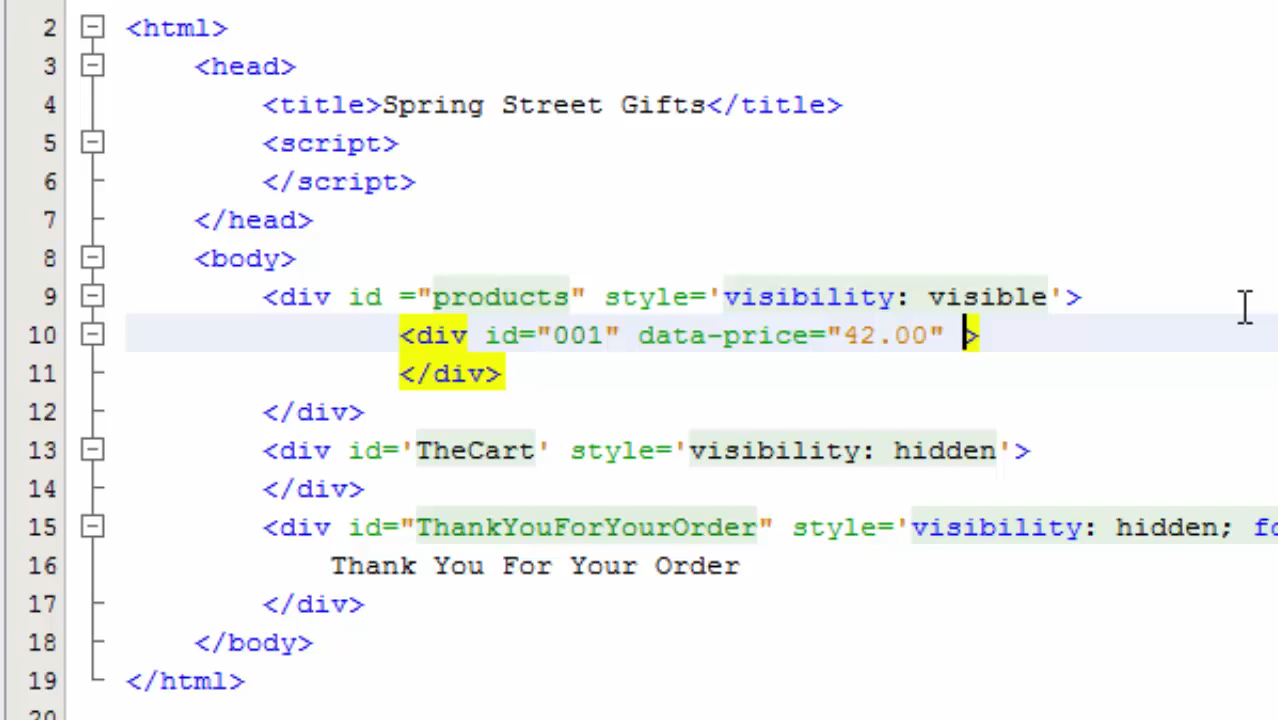 2 <html>
3 <head>
4 <title>Spring Street Gifts</title>
5 <script>
6 </script>
7 </head>
8 <body>
9 <div id ="products" style='visibility: visible'>
10 <div id="001" data-price="42.00" >
11 </div>
12 </div>
13 <div id='TheCart' style='visibility: hidden'>
14 </div>
15 <div id="ThankYouForYourOrder" style='visibility: hidden; fo
16 Thank You For Your Order
17 </div>
18 </body>
19 </html>
20